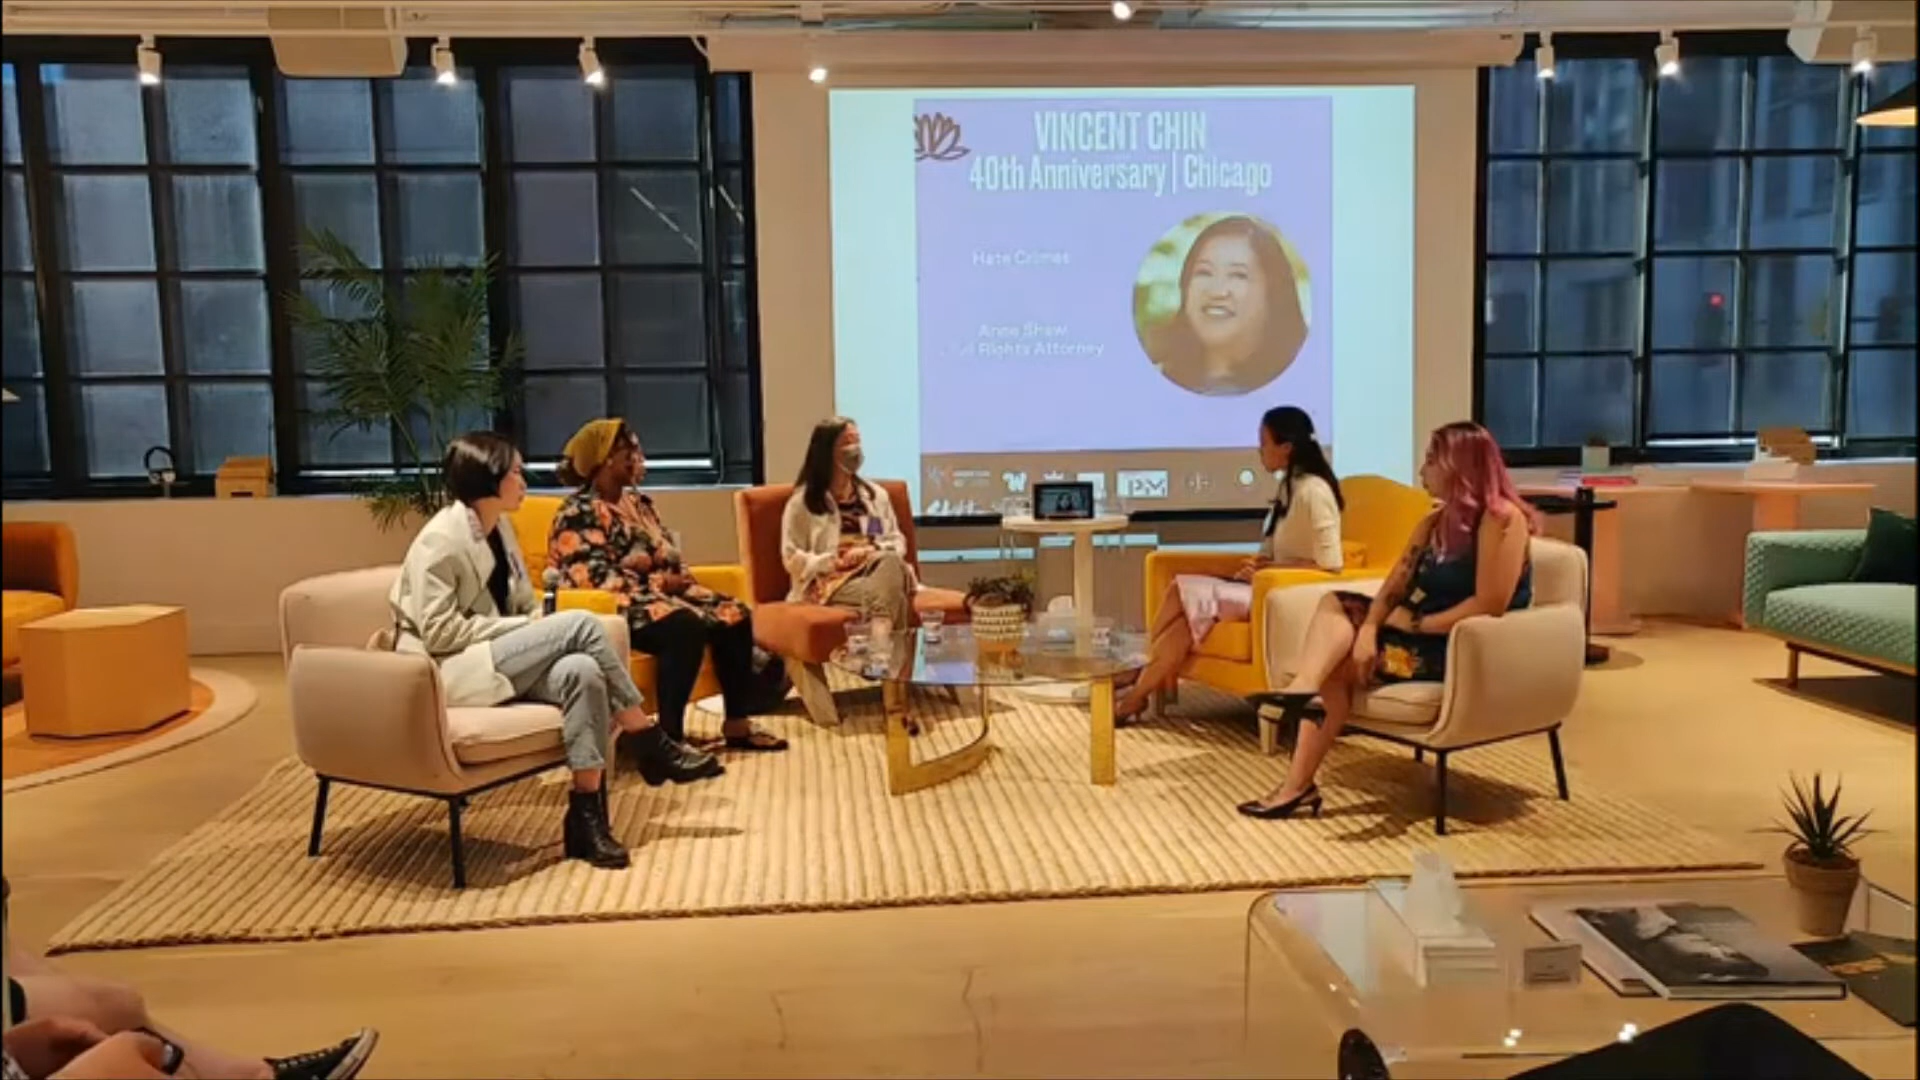 VINCENT CHIN
40th Anniversary | Chicago
Hate Crimes
Anne Shaw
Rights Attorney